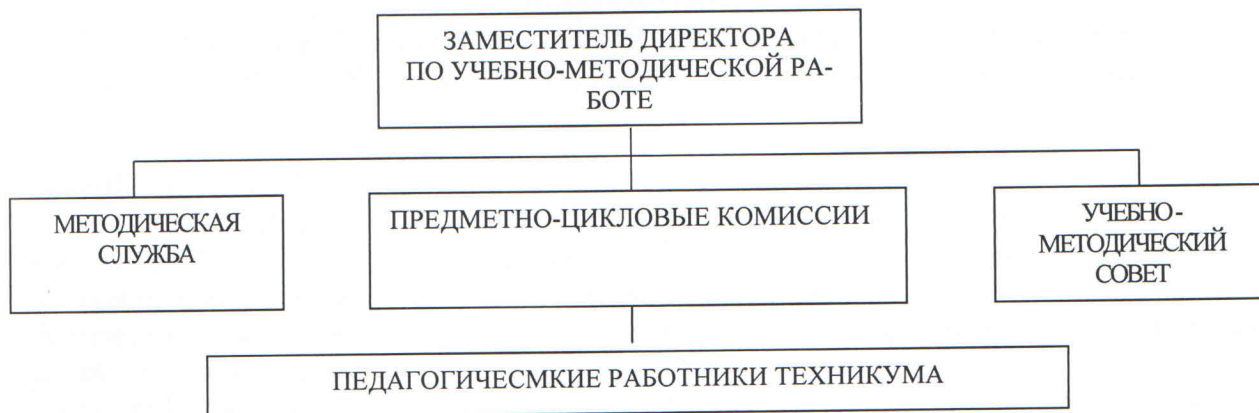 ЗАМЕСТИТЕЛЬ ДИРЕКТОРА
ПО УЧЕБНО-МЕТОДИЧЕСКОЙ РА-
БОТЕ
МЕТОДИЧЕСКАЯ
СЛУЖБА
ПРЕДМЕТНО-ЦИКЛОВЫЕ КОМИССИИ
УЧЕБНО-
МЕТОДИЧЕСКИЙ
СОВЕТ
ПЕДАГОГИЧЕСМКИЕ РАБОТНИКИ ТЕХНИКУМА